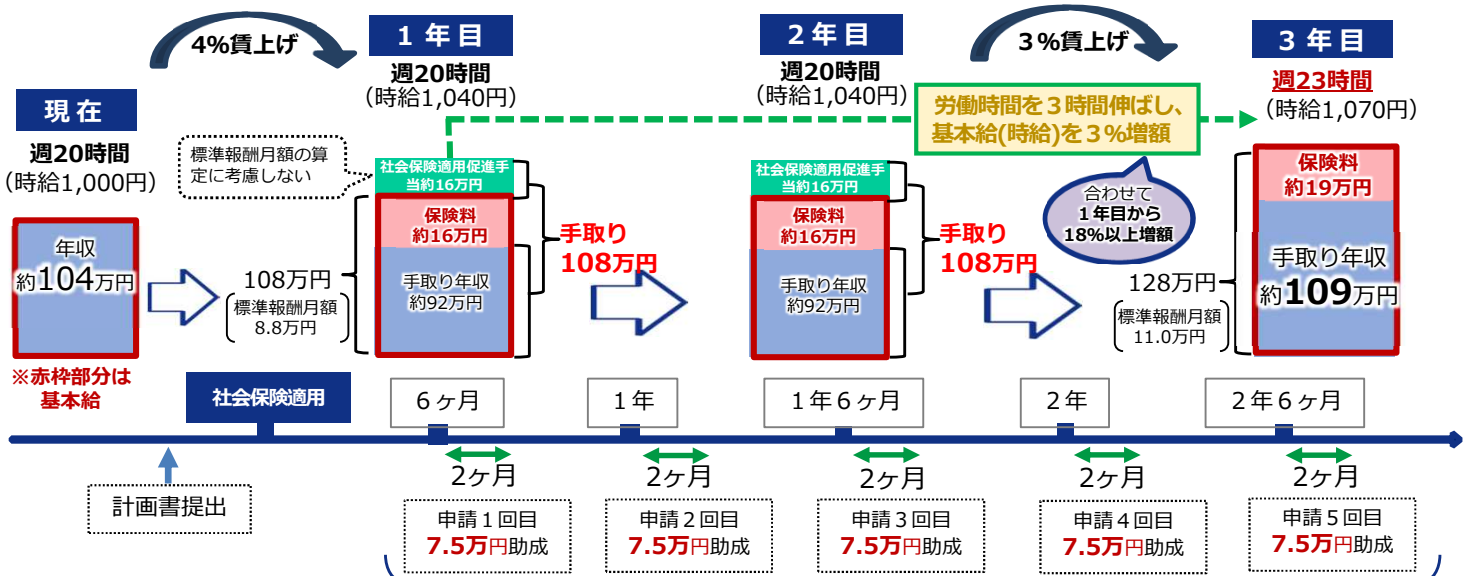 4%賃上げ
1年目
週20時間
（時給1,040円）
2年目
週20時間
（時給1,040円）
3％賃上げ
3年目
週23時間
（時給1,070円）
現在
週20時間
（時給1,000円）
労働時間を３時間伸ばし、
基本給(時給)を３%増額
標準報酬月額の算
定に考慮しない
年収
約104万円
※赤枠部分は
基本給
108万円
標準報酬月額
8.8万円
社会保険適用促進手
当約16万円
保険料
約16万円
手取り年収
約92万円
手取り
108万円
社会保険適用促進手
当約16万円
保険料
約16万円
手取り年収
約92万円
手取り
108万円
合わせて
１年目から
18%以上増額
128万円
標準報酬月額
11.0万円
保険料
約19万円
手取り年収
約109万円
社会保険適用
６ヶ月
１年
１年６ヶ月
２年
２年６ヶ月
2ヶ月
2ヶ月
2ヶ月
2ヶ月
2ヶ月
計画書提出
申請１回目
7.5万円助成
申請２回目
7.5万円助成
申請３回目
7.5万円助成
申請４回目
7.5万円助成
申請５回目
7.5万円助成